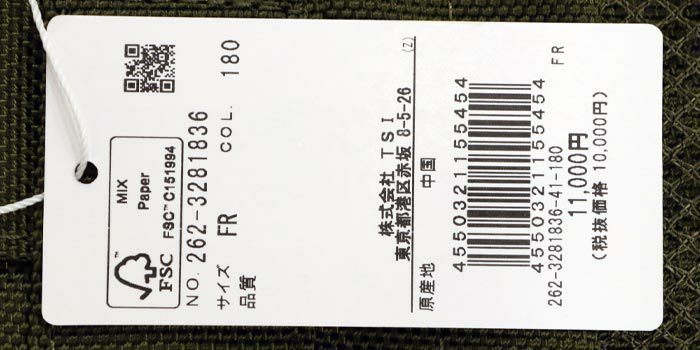 MIX
Paper
FSC™ C151994
FSC
NO. 262-3281836
サイズ FR COL. 180
品質
株式会社 TSI
東京都港区赤坂 8-5-26
(Z)
原産地 中国
4550321155454
4550321155454
262-3281836-41-180 FR
11,000円
(税抜価格 10,000円)